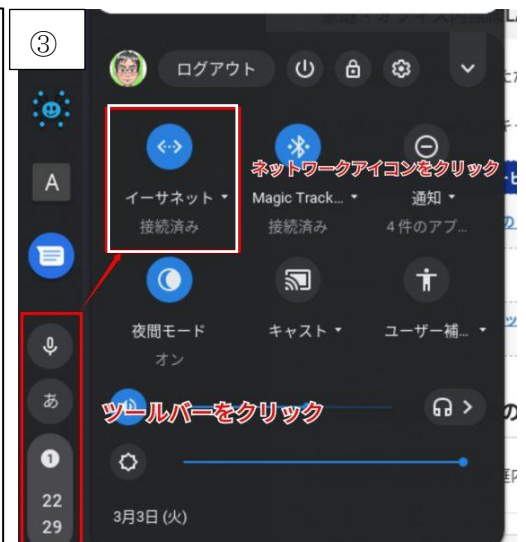 ③
ログアウト
A
ネットワークアイコンをクリック
イーサネット
接続済み
Magic Track...
接続済み
通知
4 件のアプ...
夜間モード
オン
キャスト
ユーザー補...
あ
ツールバーをクリック
1
22
29
3月3日 (火)